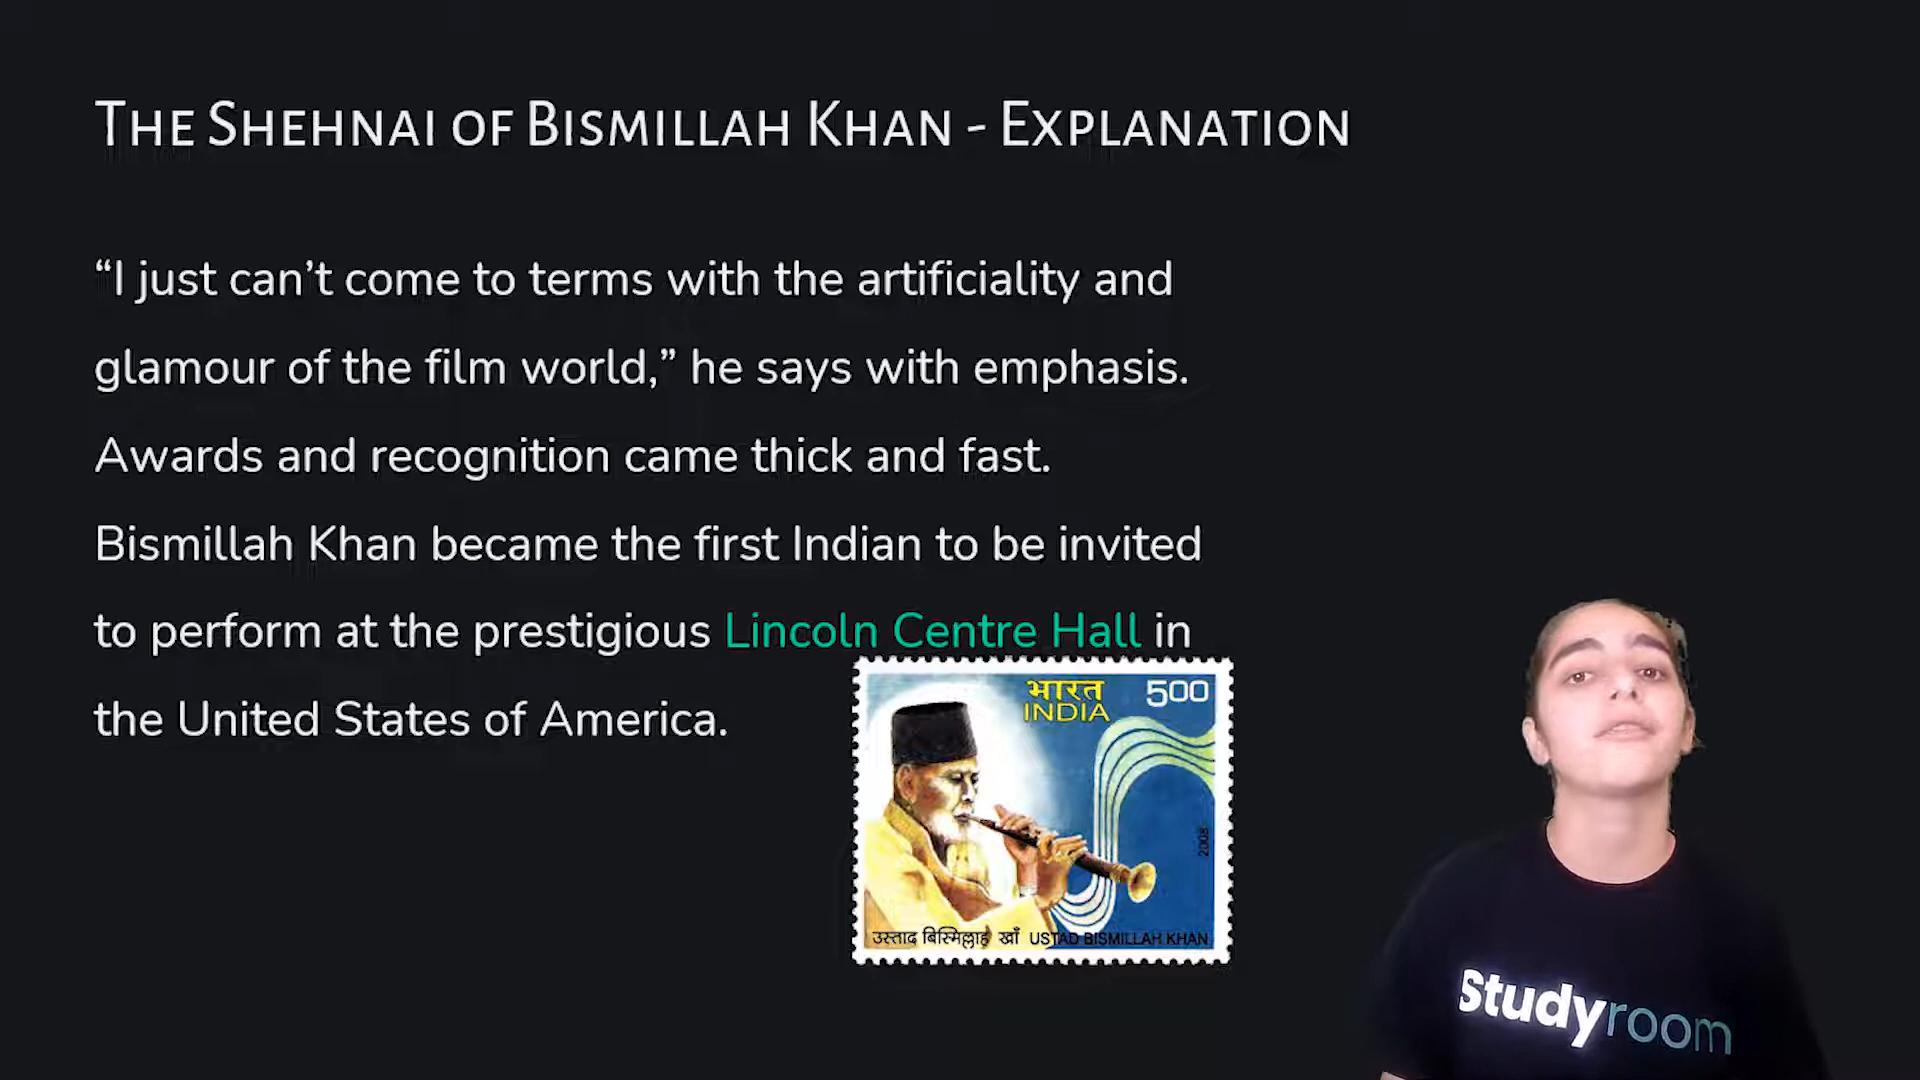 The Shehnai of Bismillah Khan - Explanation
“I just can’t come to terms with the artificiality and
glamour of the film world,” he says with emphasis.
Awards and recognition came thick and fast.
Bismillah Khan became the first Indian to be invited
to perform at the prestigious Lincoln Centre Hall in
the United States of America.
भारत 500
INDIA
2008
उस्ताद बिस्मिल्लाह खाँ USTAD BISMILLAH KHAN
Studyroom